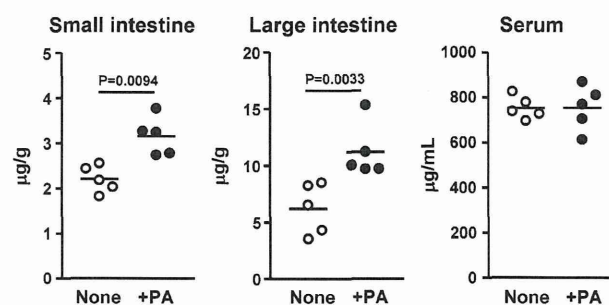 Small intestine
5
4
3
2
1
0
µg/g
P=0.0094
None +PA
Large intestine
20
15
10
5
0
µg/g
P=0.0033
None +PA
Serum
1000
800
600
400
200
0
µg/mL
None +PA